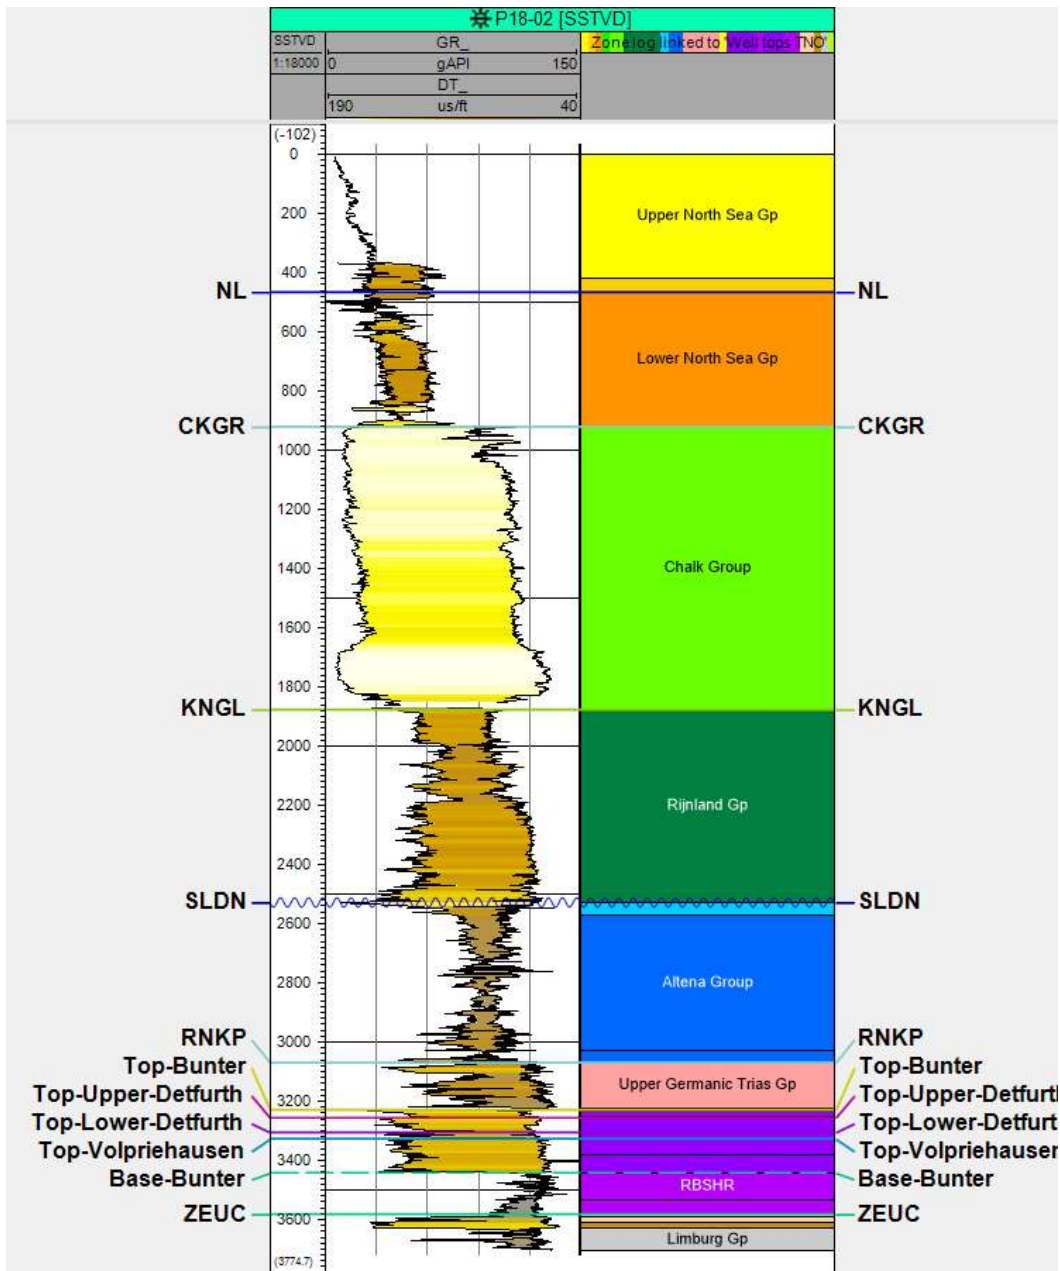 P18-02 [SSTVD]
SSTVD GR_ Zone log linked to 'Well tops TNO'
1:18000 0 gAPI 150
DT_
190 us/ft 40
(-102)
0
Upper North Sea Gp
200
400
NL NL
600
Lower North Sea Gp
800
CKGR CKGR
1000
1200
1400
Chalk Group
1600
1800
KNGL KNGL
2000
2200
Rijnland Gp
2400
SLDN SLDN
2600
2800
Altena Group
3000
RNKP RNKP
Top-Bunter Top-Bunter
Upper Germanic Trias Gp
Top-Upper-Detfurth Top-Upper-Detfurth
3200
Top-Lower-Detfurth Top-Lower-Detfurt
Top-Volpriehausen Top-Volpriehausen
3400
Base-Bunter Base-Bunter
RBSHR
ZEUC ZEUC
3600
Limburg Gp
(3774.7)